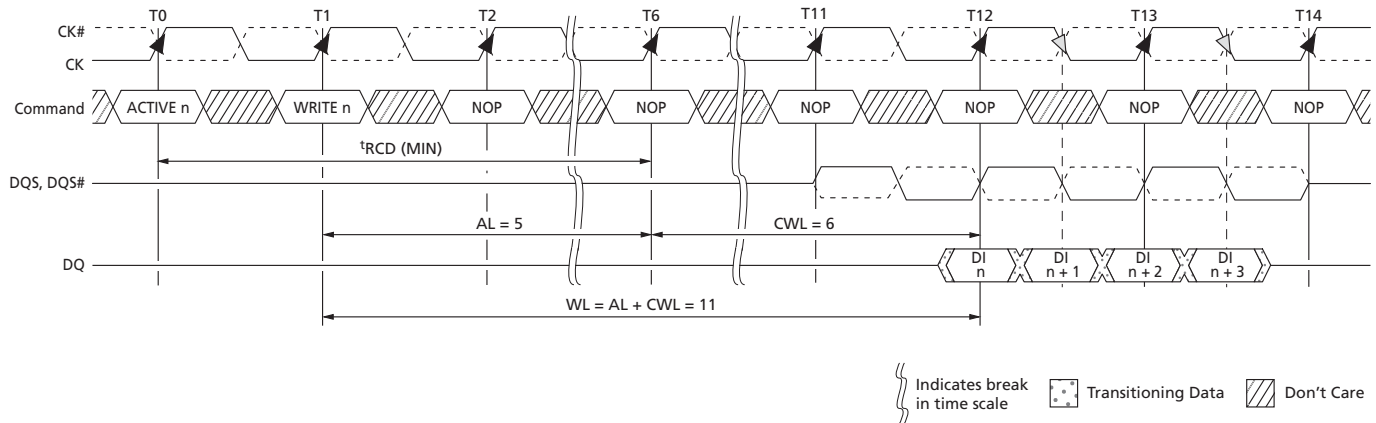 T0 T1 T2 T6 T11 T12 T13 T14
CK#
CK
Command ACTIVE n WRITE n NOP NOP NOP NOP NOP NOP
tRCD (MIN)
DQS, DQS#
AL = 5 CWL = 6
DQ DI n DI n + 1 DI n + 2 DI n + 3
WL = AL + CWL = 11
Indicates break in time scale
Transitioning Data
Don't Care